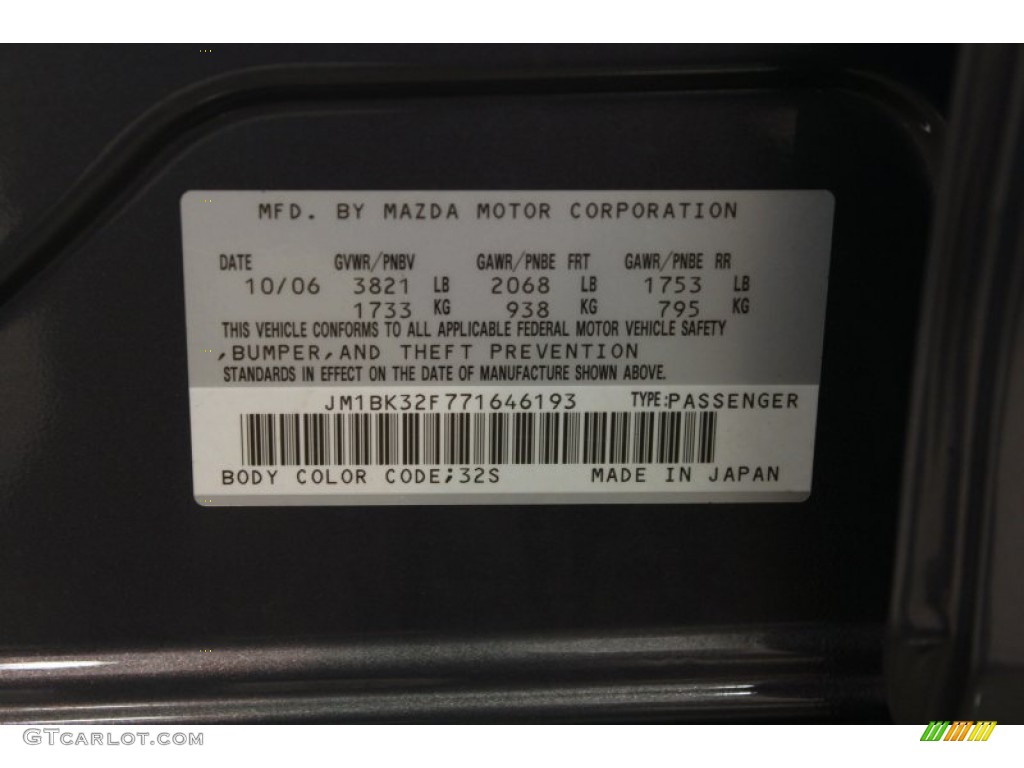 MFD. BY MAZDA MOTOR CORPORATION
DATE GVWR/PNBV GAWR/PNBE FRT GAWR/PNBE RR
10/06 3821 LB 2068 LB 1753 LB
1733 KG 938 KG 795 KG
THIS VEHICLE CONFORMS TO ALL APPLICABLE FEDERAL MOTOR VEHICLE SAFETY
,BUMPER,AND THEFT PREVENTION
STANDARDS IN EFFECT ON THE DATE OF MANUFACTURE SHOWN ABOVE.
JM1BK32F771646193 TYPE:PASSENGER
BODY COLOR CODE;32S MADE IN JAPAN
GTCARLOT.COM